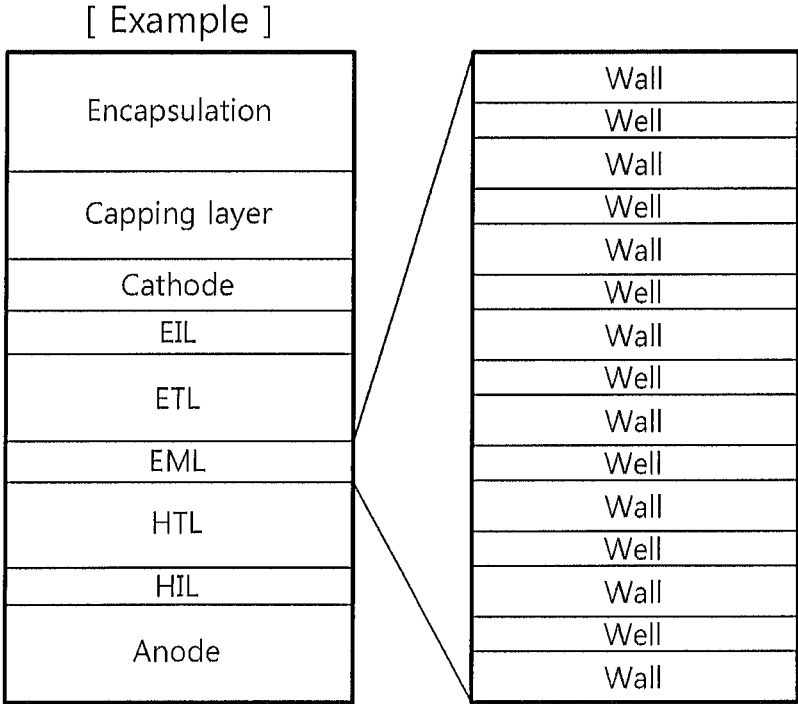 [ Example ]
Encapsulation
Capping layer
Cathode
EIL
ETL
EML
HTL
HIL
Anode
Wall
Well
Wall
Well
Wall
Well
Wall
Well
Wall
Well
Wall
Well
Wall
Well
Wall